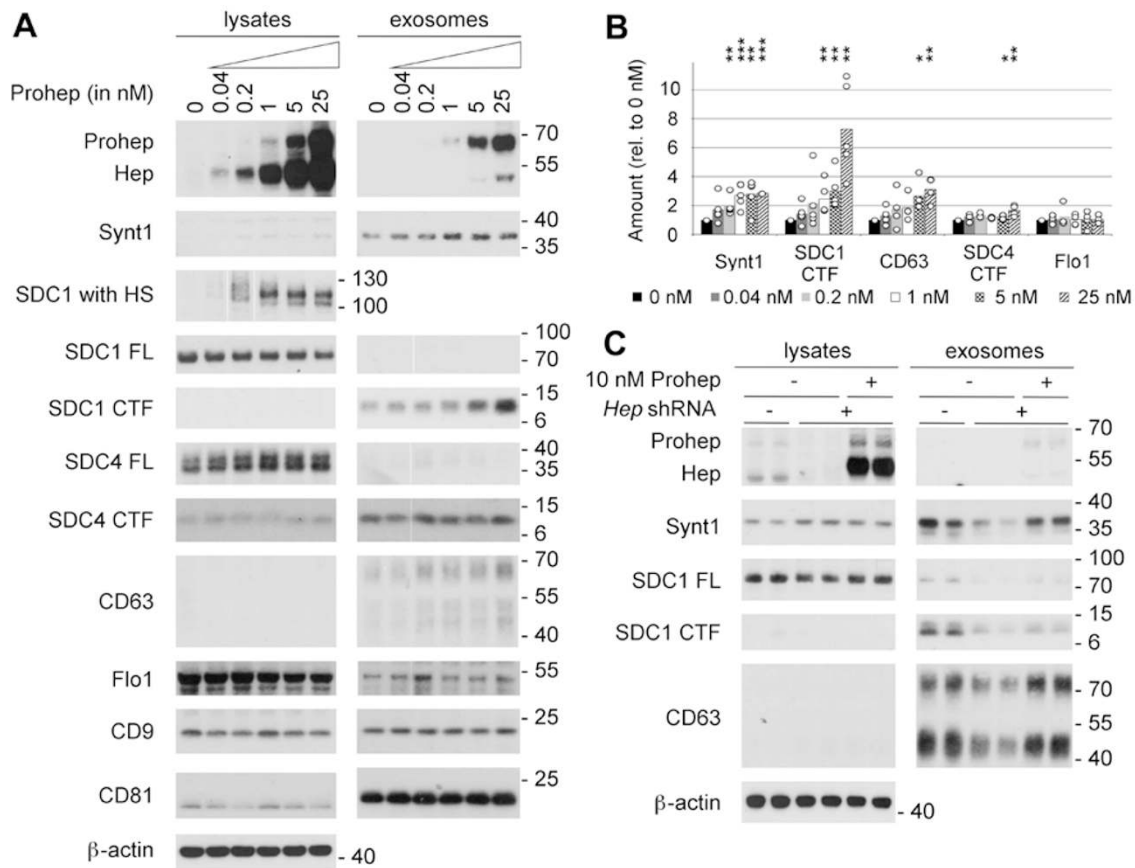 A
lysates
exosomes
Prohep (in nM)
0 0.04 0.2 1 5 25
0 0.04 0.2 1 5 25
Prohep
Hep
- 70
55
Synt1
40
35
SDC1 with HS
- 130
100
SDC1 FL
- 100
70
SDC1 CTF
- 15
6
SDC4 FL
- 40
35
SDC4 CTF
- 15
6
CD63
- 70
55
- 40
Flo1
- 55
CD9
25
CD81
- 25
β-actin
- 40
B
Amount (rel. to 0 nM)
10
8
6
4
2
0
** *** ** *** ** ** ** * ** * **
Synt1
SDC1 CTF
CD63
SDC4 CTF
Flo1
0 nM 0.04 nM 0.2 nM 1 nM 5 nM 25 nM
C
lysates
exosomes
10 nM Prohep
- + - +
Hep shRNA
- + - +
Prohep
Hep
- 70
- 55
Synt1
- 40
- 35
SDC1 FL
- 100
- 70
SDC1 CTF
- 15
- 6
CD63
- 70
- 55
- 40
β-actin
- 40